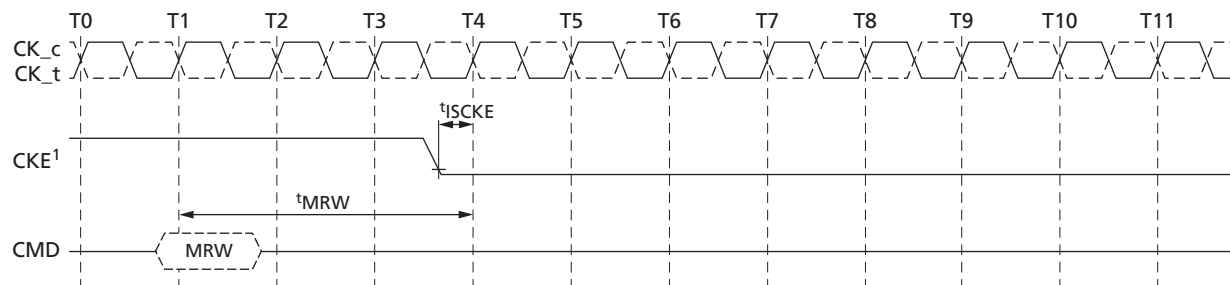 T0 T1 T2 T3 T4 T5 T6 T7 T8 T9 T10 T11
CK_c
CK_t
tISCKE
CKE1
tMRW
CMD MRW